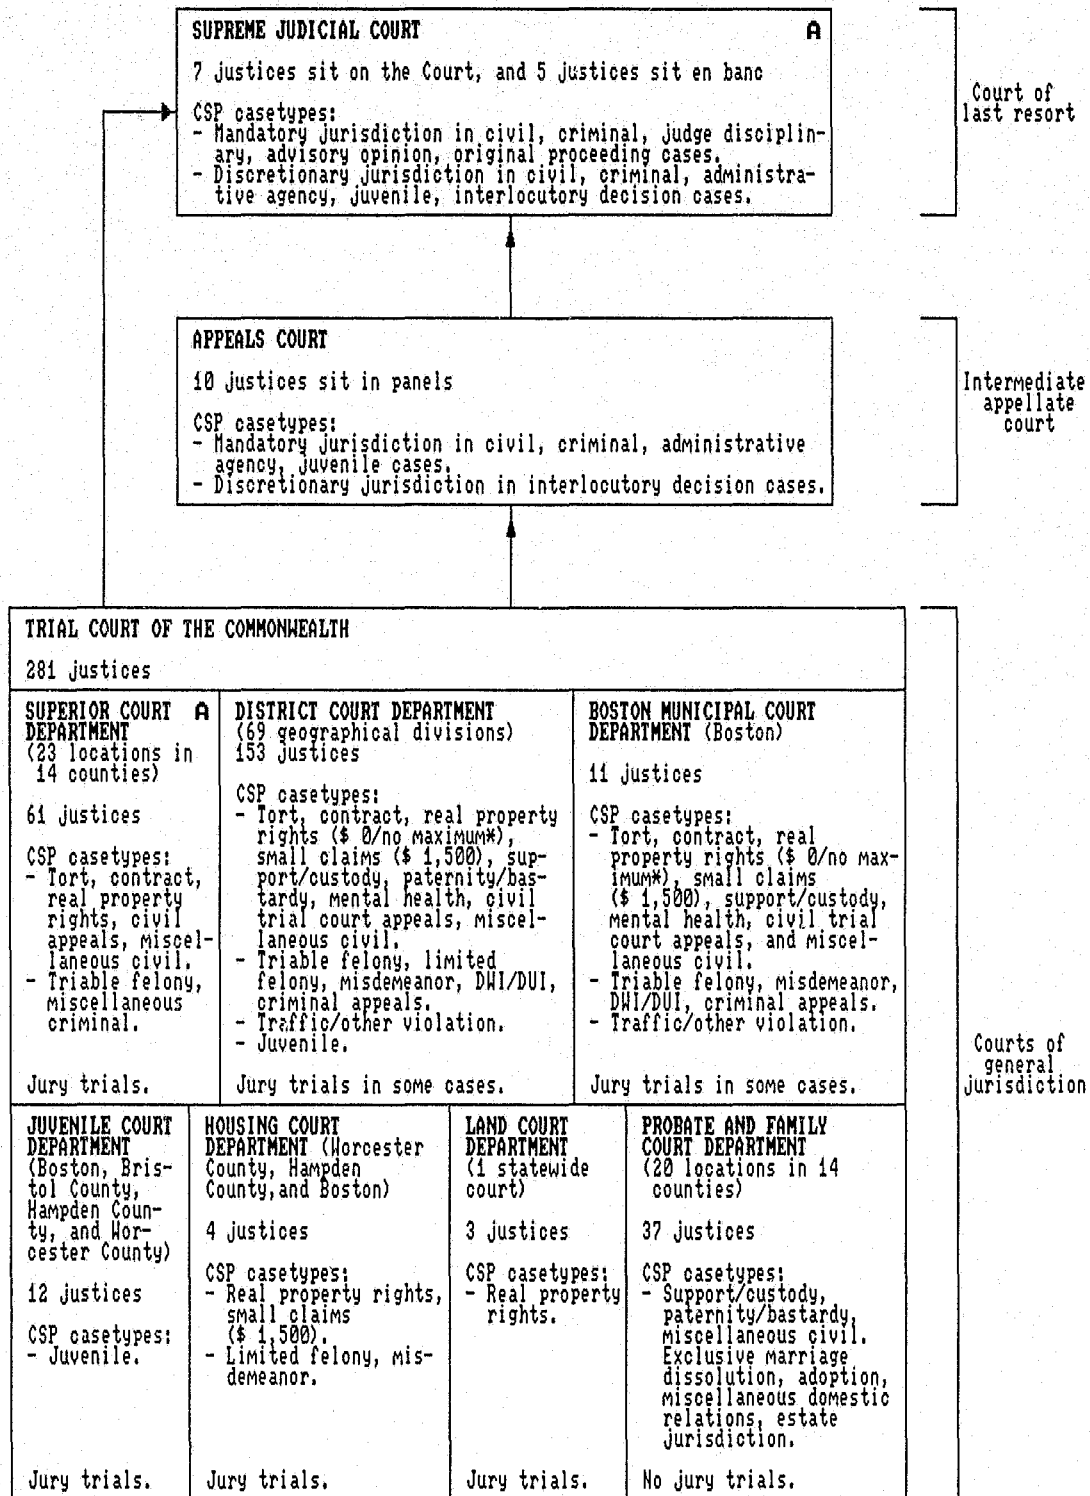 SUPREME JUDICIAL COURT A
7 justices sit on the Court, and 5 justices sit en banc
CSP casetypes:
- Mandatory jurisdiction in civil, criminal, judge disciplin-
ary, advisory opinion, original proceeding cases.
- Discretionary jurisdiction in civil, criminal, administra-
tive agency, juvenile, interlocutory decision cases.
Court of
last resort
APPEALS COURT
10 justices sit in panels
CSP casetypes:
- Mandatory jurisdiction in civil, criminal, administrative
agency, juvenile cases.
- Discretionary jurisdiction in interlocutory decision cases.
Intermediate
appellate
court
TRIAL COURT OF THE COMMONWEALTH
281 justices
SUPERIOR COURT A
DEPARTMENT
(23 locations in
14 counties)
61 justices
CSP casetypes:
- Tort, contract,
real property
rights, civil
appeals, miscel-
laneous civil.
- Triable felony,
miscellaneous
criminal.
Jury trials.
DISTRICT COURT DEPARTMENT
(69 geographical divisions)
153 justices
CSP casetypes:
- Tort, contract, real property
rights ($ 0/no maximum*),
small claims ($ 1,500), sup-
port/custody, paternity/bas-
tardy, mental health, civil
trial court appeals, miscel-
laneous civil.
- Triable felony, limited
felony, misdemeanor, DWI/DUI,
criminal appeals.
- Traffic/other violation.
- Juvenile.
Jury trials in some cases.
BOSTON MUNICIPAL COURT
DEPARTMENT (Boston)
11 justices
CSP casetypes:
- Tort, contract, real
property rights ($ 0/no max-
imum*), small claims
($ 1,500), support/custody,
mental health, civil trial
court appeals, and miscel-
laneous civil.
- Triable felony, misdemeanor,
DWI/DUI, criminal appeals.
- Traffic/other violation.
Jury trials in some cases.
Courts of
general
jurisdiction
JUVENILE COURT
DEPARTMENT
(Boston, Bris-
tol County,
Hampden Coun-
ty, and Wor-
cester County)
12 justices
CSP casetypes:
- Juvenile.
Jury trials.
HOUSING COURT
DEPARTMENT (Worcester
County, Hampden
County,and Boston)
4 justices
CSP casetypes:
- Real property rights,
small claims
($ 1,500).
- Limited felony, mis-
demeanor.
Jury trials.
LAND COURT
DEPARTMENT
(1 statewide
court)
3 justices
CSP casetypes:
- Real property
rights.
Jury trials.
PROBATE AND FAMILY
COURT DEPARTMENT
(20 locations in 14
counties)
37 justices
CSP casetypes:
- Support/custody,
paternity/bastardy,
miscellaneous civil.
Exclusive marriage
dissolution, adoption,
miscellaneous domestic
relations, estate
jurisdiction.
No jury trials.